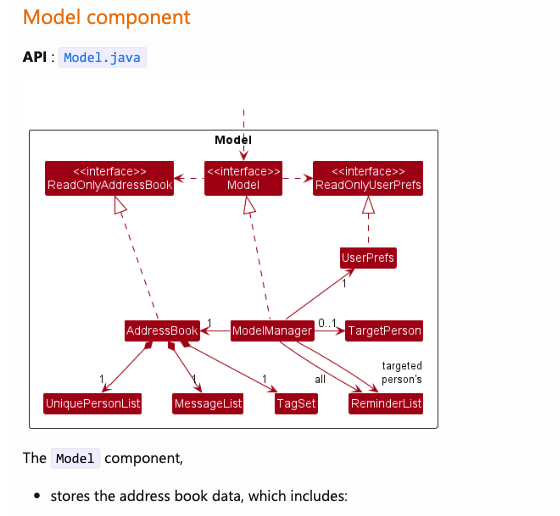 Model component
API : Model.java
Model
<<interface>>
ReadOnlyAddressBook
<<interface>>
Model
<<interface>>
ReadOnlyUserPrefs
UserPrefs
1
AddressBook
1
ModelManager
0..1
TargetPerson
1
1
1
all
targeted
person's
UniquePersonList
MessageList
TagSet
ReminderList
The Model component,
• stores the address book data, which includes: